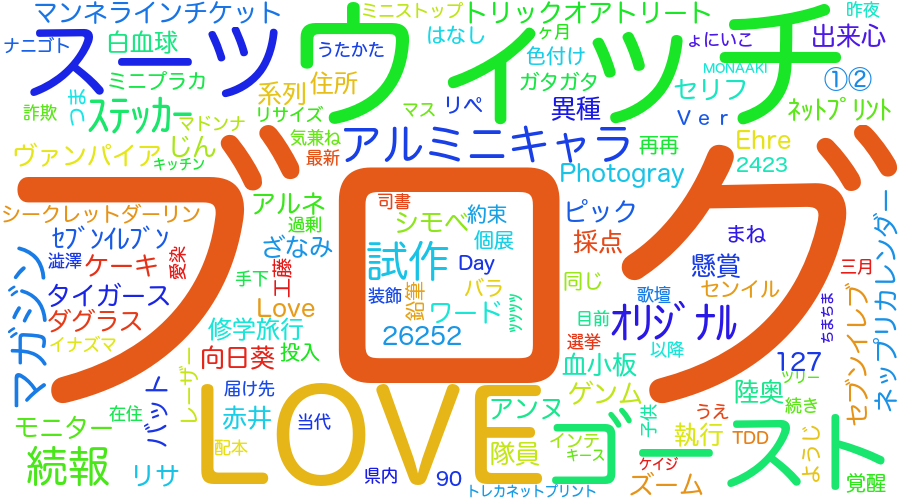 マンネラインチケット
ミニストップ
トリックオアトリート
昨夜
ナニゴト
スーツ
白血球
うたかた
ウィッチ
はなし
ヶ月
色付け
ょにいこ
出来心
MONAAKI
ミニプラカ
系列
住所
ガタガタ
セリフ
①②
詐欺
つま
ステッカー
マドンナ
リサイズ
マス
リペ
異種
Ｖｅｒ
ﾈｯﾄﾌﾟﾘﾝﾄ
ヴァンパイア
じん
気兼ね
アルミニキャラ
再再
Ehre
キッチン
最新
Photogray
2423
ブログ
シークレットダーリン
アルネ
司書
シモベ
約束
ピック
過剰
ｾﾌﾞﾝｲﾚﾌﾞﾝ
ざなみ
個展
採点
まね
澁澤
ケーキ
愛染
試作
Day
懸賞
三月
マガジン
手下
工藤
同じ
センイル
ネップリカレンダー
タイガース
装飾
鉛筆
バラ
歌壇
ちまちま
Love
ワード
ッッッッ
ｵﾘｼﾞﾅﾙ
セブンイレブ
ダグラス
修学旅行
26252
目前
イナズマ
向日葵
投入
選挙
以降
血小板
127
レーザー
バット
届け先
LOVE
ゲンム
陸奥
ツリー
在住
赤井
当代
アンヌ
子供
うえ
続き
モニター
配本
隊員
インテ
キース
ゴースト
執行
TDD
ようじ
続報
リサ
県内
90
ケイジ
ズーム
覚醒
トレカネットプリント